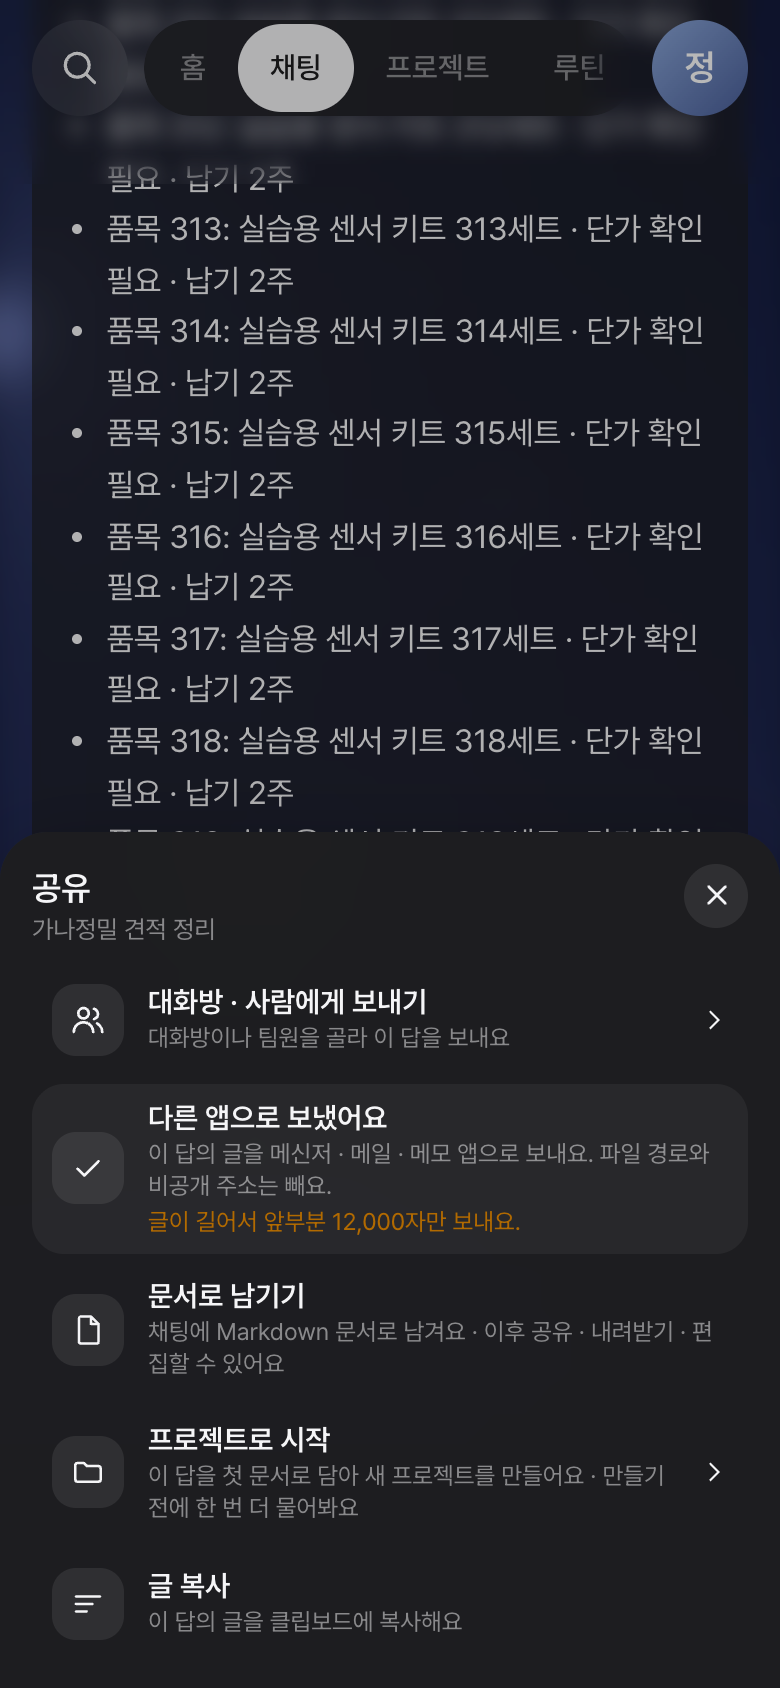 홈
채팅
프로젝트
루틴
정
필요 · 납기 2주
품목 313: 실습용 센서 키트 313세트 · 단가 확인
필요 · 납기 2주
품목 314: 실습용 센서 키트 314세트 · 단가 확인
필요 · 납기 2주
품목 315: 실습용 센서 키트 315세트 · 단가 확인
필요 · 납기 2주
품목 316: 실습용 센서 키트 316세트 · 단가 확인
필요 · 납기 2주
품목 317: 실습용 센서 키트 317세트 · 단가 확인
필요 · 납기 2주
품목 318: 실습용 센서 키트 318세트 · 단가 확인
필요 · 납기 2주
공유
가나정밀 견적 정리
대화방 · 사람에게 보내기
대화방이나 팀원을 골라 이 답을 보내요
다른 앱으로 보냈어요
이 답의 글을 메신저 · 메일 · 메모 앱으로 보내요. 파일 경로와
비공개 주소는 빼요.
글이 길어서 앞부분 12,000자만 보내요.
문서로 남기기
채팅에 Markdown 문서로 남겨요 · 이후 공유 · 내려받기 · 편
집할 수 있어요
프로젝트로 시작
이 답을 첫 문서로 담아 새 프로젝트를 만들어요 · 만들기
전에 한 번 더 물어봐요
글 복사
이 답의 글을 클립보드에 복사해요